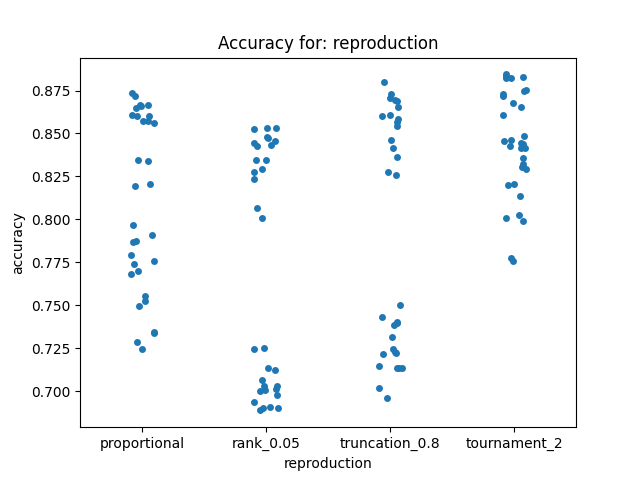 Accuracy for: reproduction
accuracy
0.875
0.850
0.825
0.800
0.775
0.750
0.725
0.700
proportional rank_0.05 truncation_0.8 tournament_2
reproduction